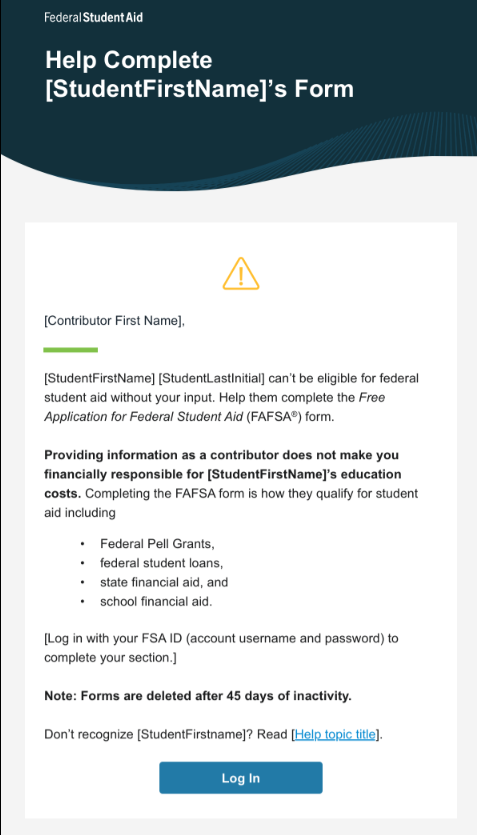 Federal Student Aid
Help Complete
[StudentFirstName]’s Form
[Contributor First Name],
[StudentFirstName] [StudentLastInitial] can’t be eligible for federal
student aid without your input. Help them complete the Free
Application for Federal Student Aid (FAFSA®) form.
Providing information as a contributor does not make you
financially responsible for [StudentFirstName]’s education
costs. Completing the FAFSA form is how they qualify for student
aid including
• Federal Pell Grants,
• federal student loans,
• state financial aid, and
• school financial aid.
[Log in with your FSA ID (account username and password) to
complete your section.]
Note: Forms are deleted after 45 days of inactivity.
Don’t recognize [StudentFirstname]? Read [Help topic title].
Log In